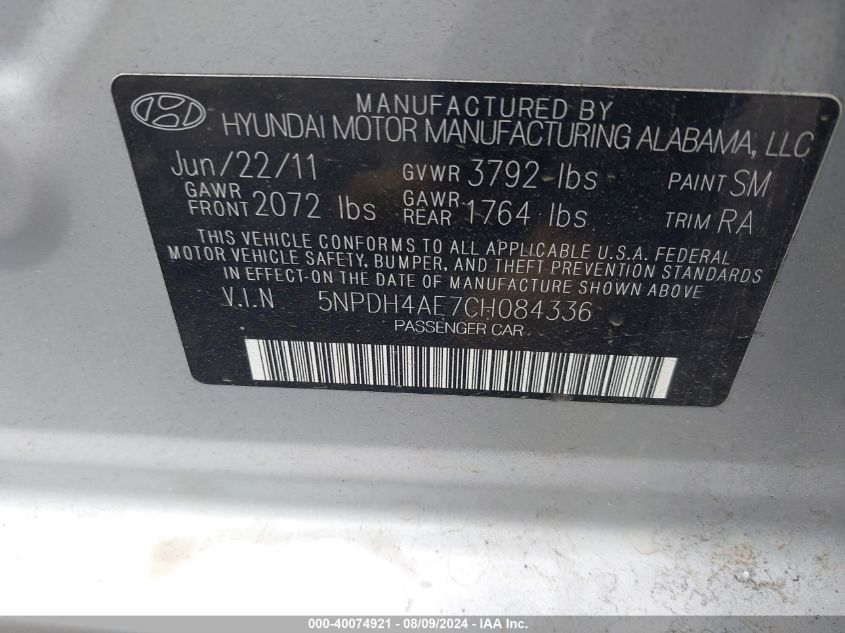 MANUFACTURED BY
HYUNDAI MOTOR MANUFACTURING ALABAMA, LLC
Jun/22/11 GVWR 3792 lbs PAINT SM
GAWR FRONT 2072 lbs GAWR REAR 1764 lbs TRIM RA
THIS VEHICLE CONFORMS TO ALL APPLICABLE U.S.A. FEDERAL
MOTOR VEHICLE SAFETY, BUMPER, AND THEFT PREVENTION STANDARDS
IN EFFECT ON THE DATE OF MANUFACTURE SHOWN ABOVE
V.I.N 5NPDH4AE7CH084336
PASSENGER CAR
000-40074921 - 08/09/2024 - IAA Inc.